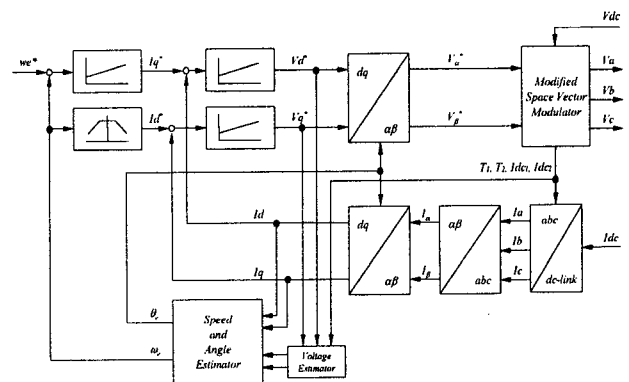 Vdc
we*
Iq*
Vd*
dq
αβ
Vα*
Modified
Space Vector
Modulator
Va
Vb
Vc
Id*
Vq*
Vβ*
T1, T2, Idc1, Idc2
Id
dq
αβ
Iα
αβ
abc
Ia
abc
dc-link
Idc
Ib
Iq
Iβ
Ic
θe
Speed
and
Angle
Estimator
ωe
Voltage
Estimator